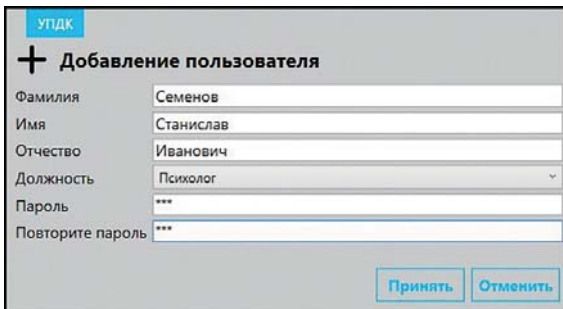 УПДК
Добавление пользователя
Фамилия Семенов
Имя Станислав
Отчество Иванович
Должность Психолог
Пароль ***
Повторите пароль ***
Принять Отменить